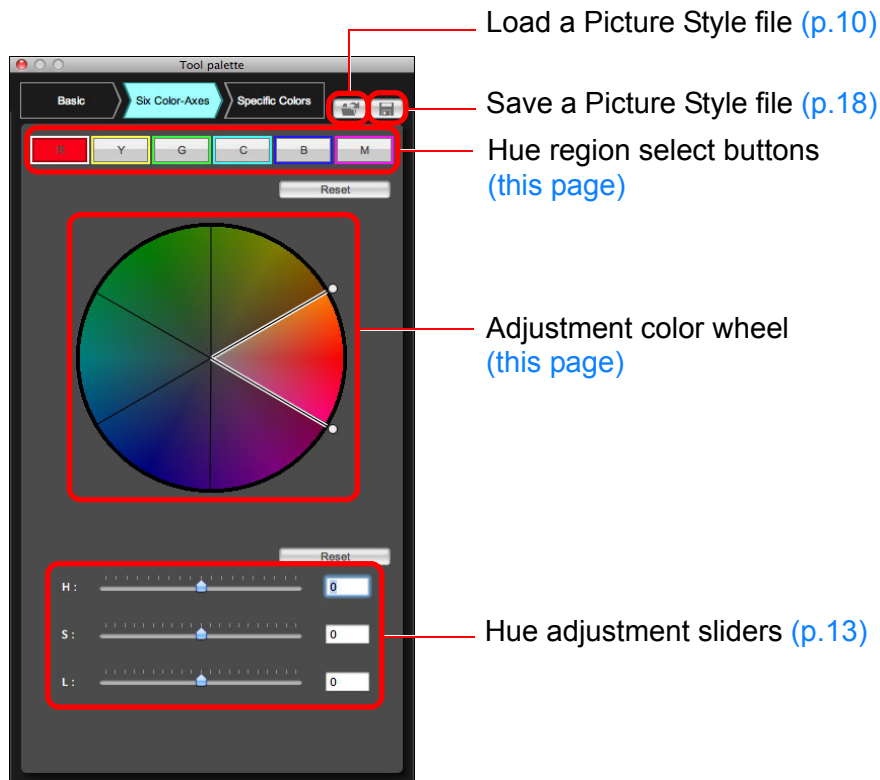 Load a Picture Style file (p.10)
Tool palette
Basic
Six Color-Axes
Specific Colors
Save a Picture Style file (p.18)
R Y G C B M
Hue region select buttons
(this page)
Reset
Adjustment color wheel
(this page)
Reset
H : 0
S : 0
L : 0
Hue adjustment sliders (p.13)